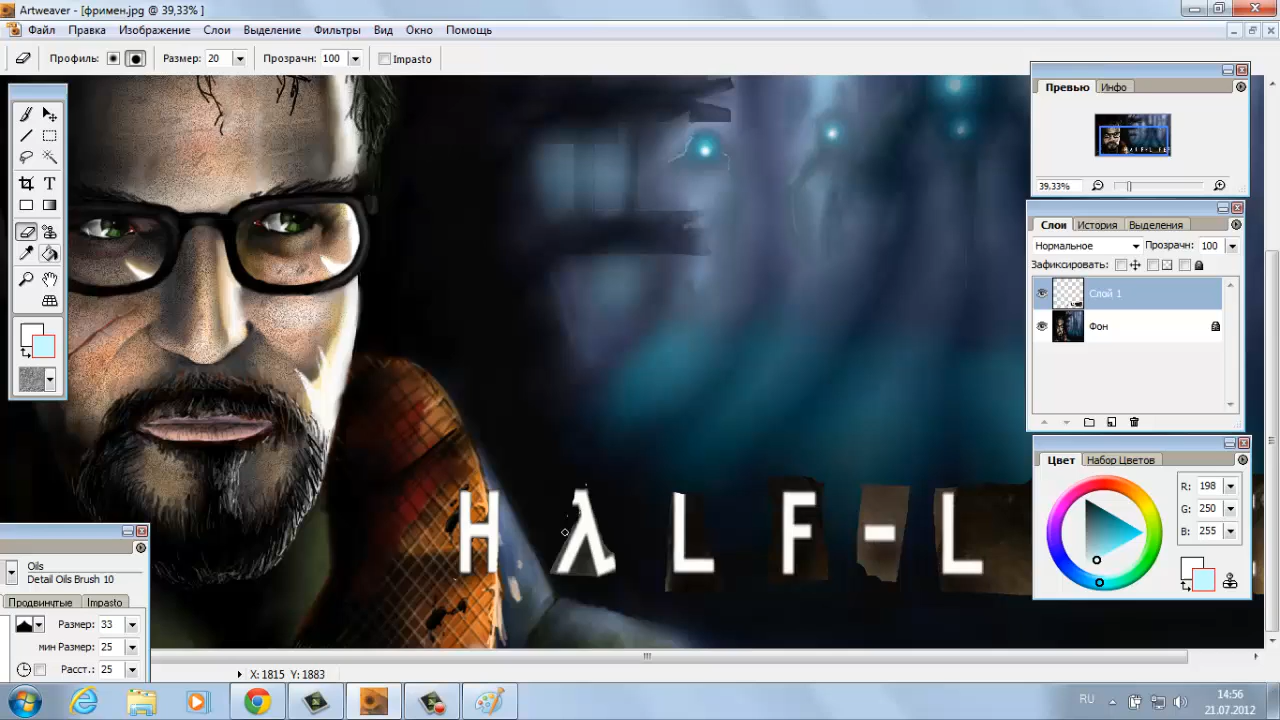 Artweaver - [фримен.jpg @ 39,33% ]
Файл Правка Изображение Слои Выделение Фильтры Вид Окно Помощь
Профиль: Размер: 20 Прозрачн: 100 Impasto
Превью Инфо
39,33%
Слои История Выделения
Нормальное Прозрачн: 100
Зафиксировать:
Слой 1
Фон
Цвет Набор Цветов
R: 198
G: 250
B: 255
HλLF-L
Oils
Detail Oils Brush 10
Продвинутые Impasto
Размер: 33
мин Размер: 25
Расст.: 25
X: 1815 Y: 1883
RU
14:56
21.07.2012